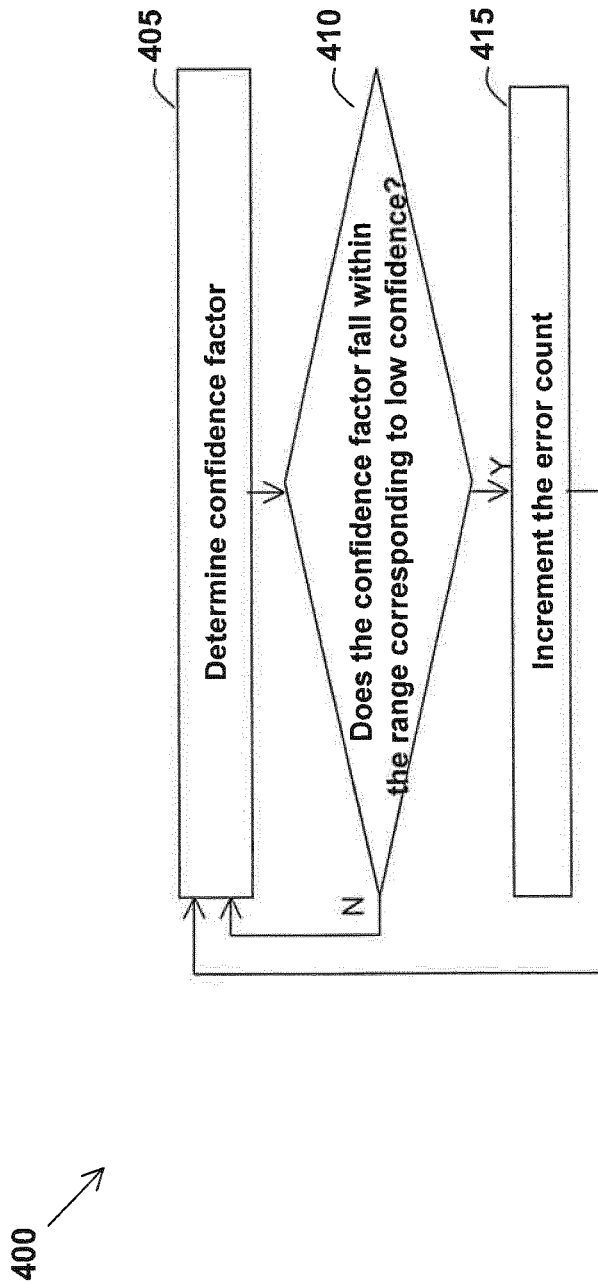 400
405
Determine confidence factor
410
Does the confidence factor fall within
the range corresponding to low confidence?
N
Y
415
Increment the error count